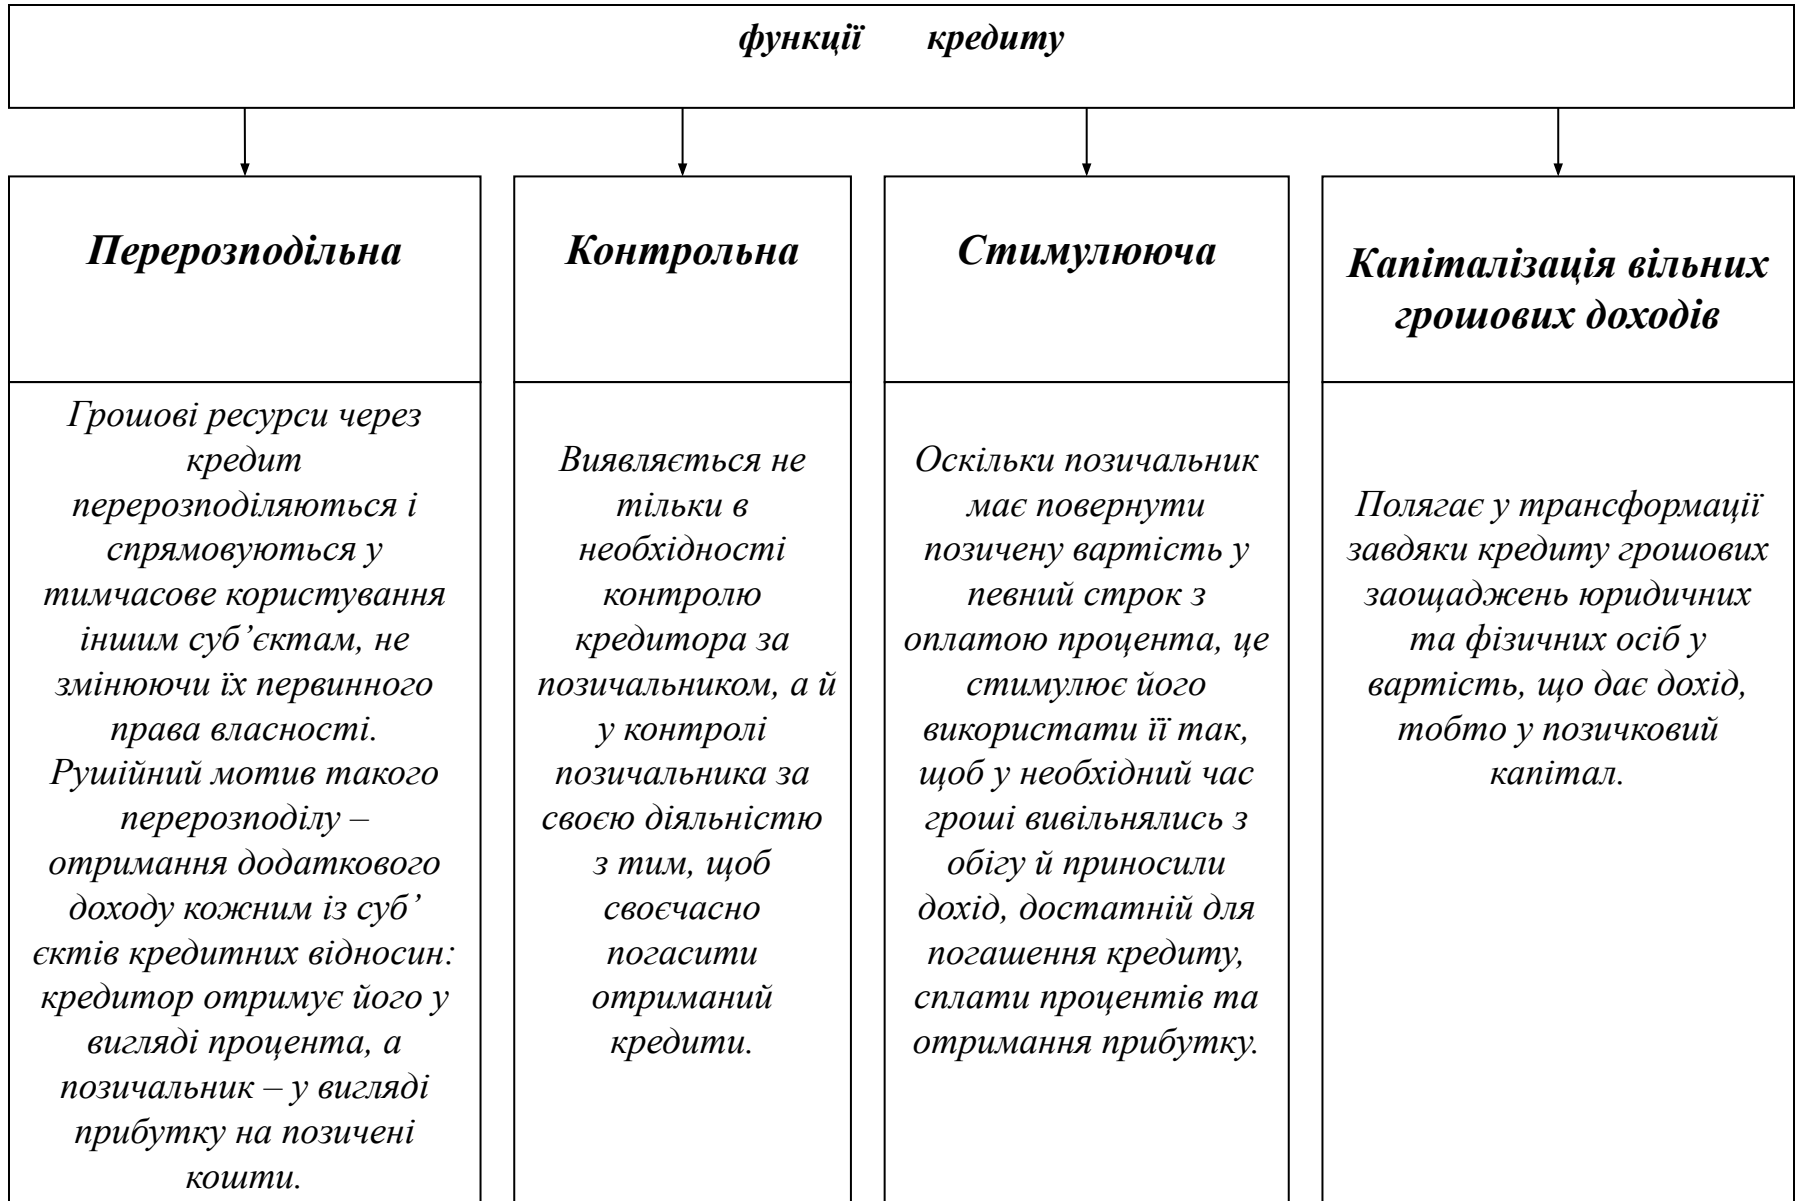 функції кредиту
Перерозподільна
Контрольна
Стимулююча
Капіталізація вільних
грошових доходів
Грошові ресурси через
кредит
перерозподіляються і
спрямовуються у
тимчасове користування
іншим суб’єктам, не
змінюючи їх первинного
права власності.
Рушійний мотив такого
перерозподілу –
отримання додаткового
доходу кожним із суб’
єктів кредитних відносин:
кредитор отримує його у
вигляді процента, а
позичальник – у вигляді
прибутку на позичені
кошти.
Виявляється не
тільки в
необхідності
контролю
кредитора за
позичальником, а й
у контролі
позичальника за
своєю діяльністю
з тим, щоб
своєчасно
погасити
отриманий
кредити.
Оскільки позичальник
має повернути
позичену вартість у
певний строк з
оплатою процента, це
стимулює його
використати її так,
щоб у необхідний час
гроші вивільнялись з
обігу й приносили
дохід, достатній для
погашення кредиту,
сплати процентів та
отримання прибутку.
Полягає у трансформації
завдяки кредиту грошових
заощаджень юридичних
та фізичних осіб у
вартість, що дає дохід,
тобто у позичковий
капітал.